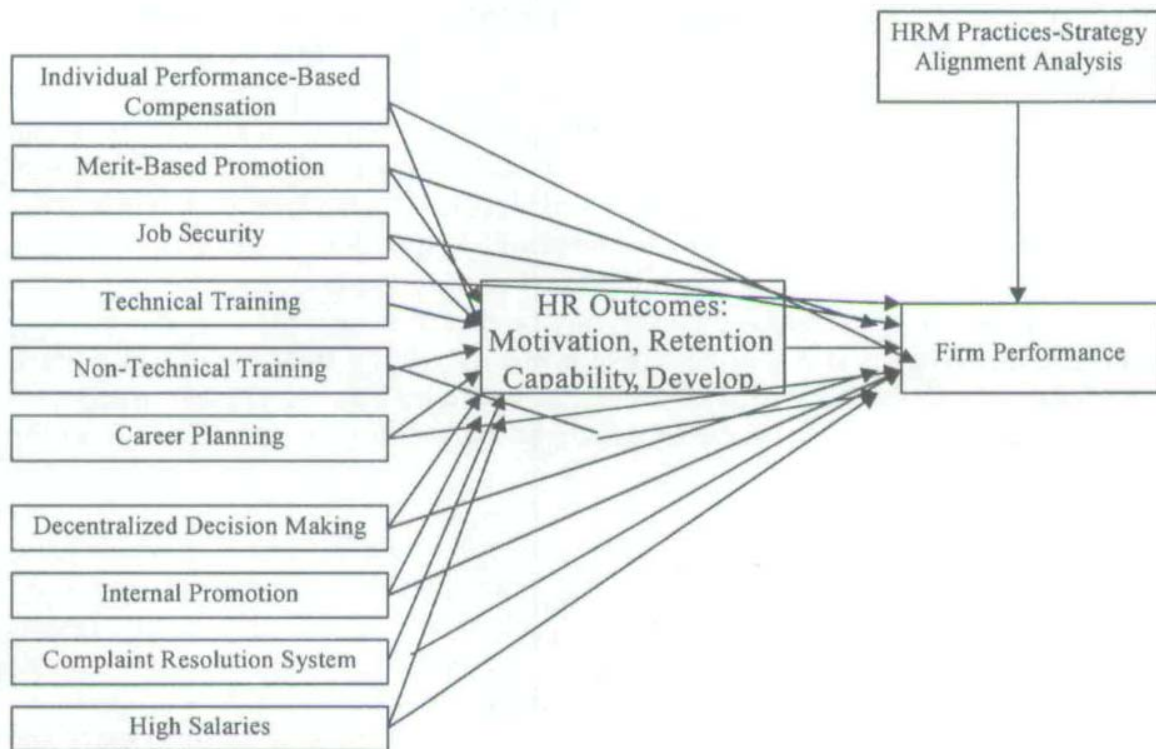 HRM Practices-Strategy
Alignment Analysis
Individual Performance-Based
Compensation
Merit-Based Promotion
Job Security
Technical Training
Non-Technical Training
Career Planning
Decentralized Decision Making
Internal Promotion
Complaint Resolution System
High Salaries
HR Outcomes:
Motivation, Retention
Capability, Develop.
Firm Performance